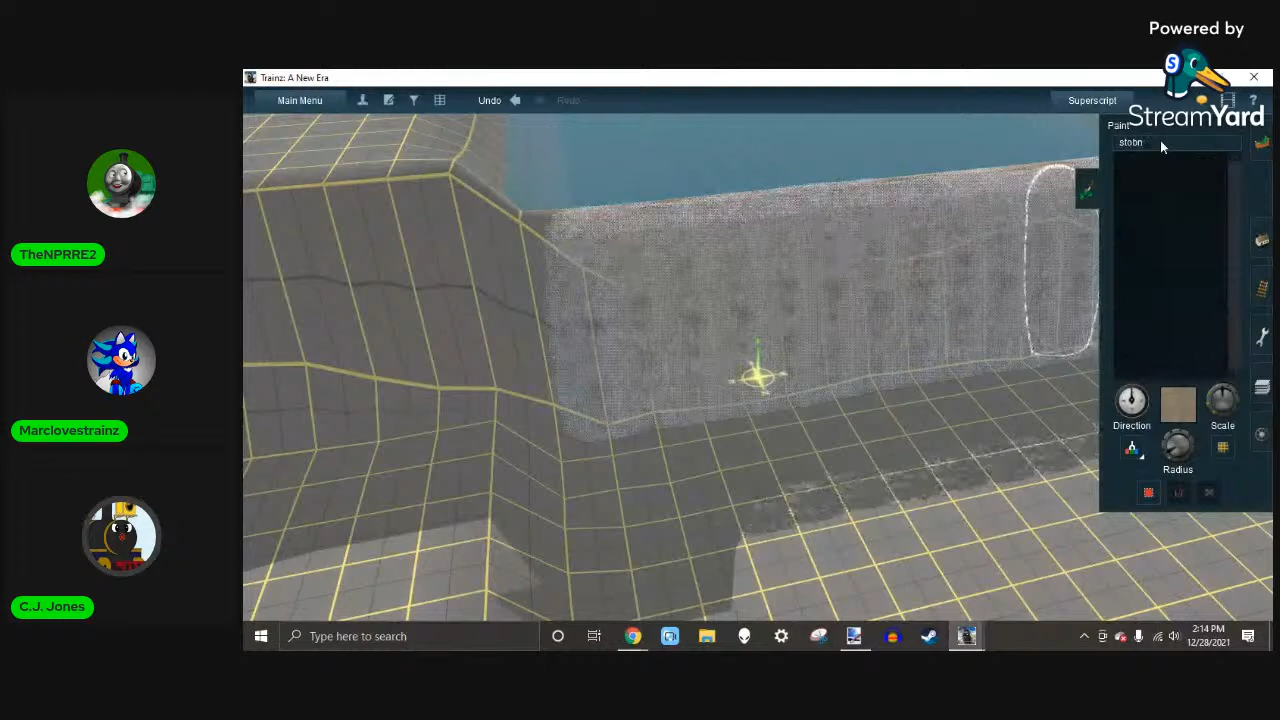 Powered by
S
StreamYard
Trainz: A New Era
Main Menu
Undo
Redo
Superscript
?
Paint
stobn
Direction
Scale
Radius
TheNPRRE2
Marclovestrainz
C.J. Jones
Type here to search
2:14 PM
12/28/2021